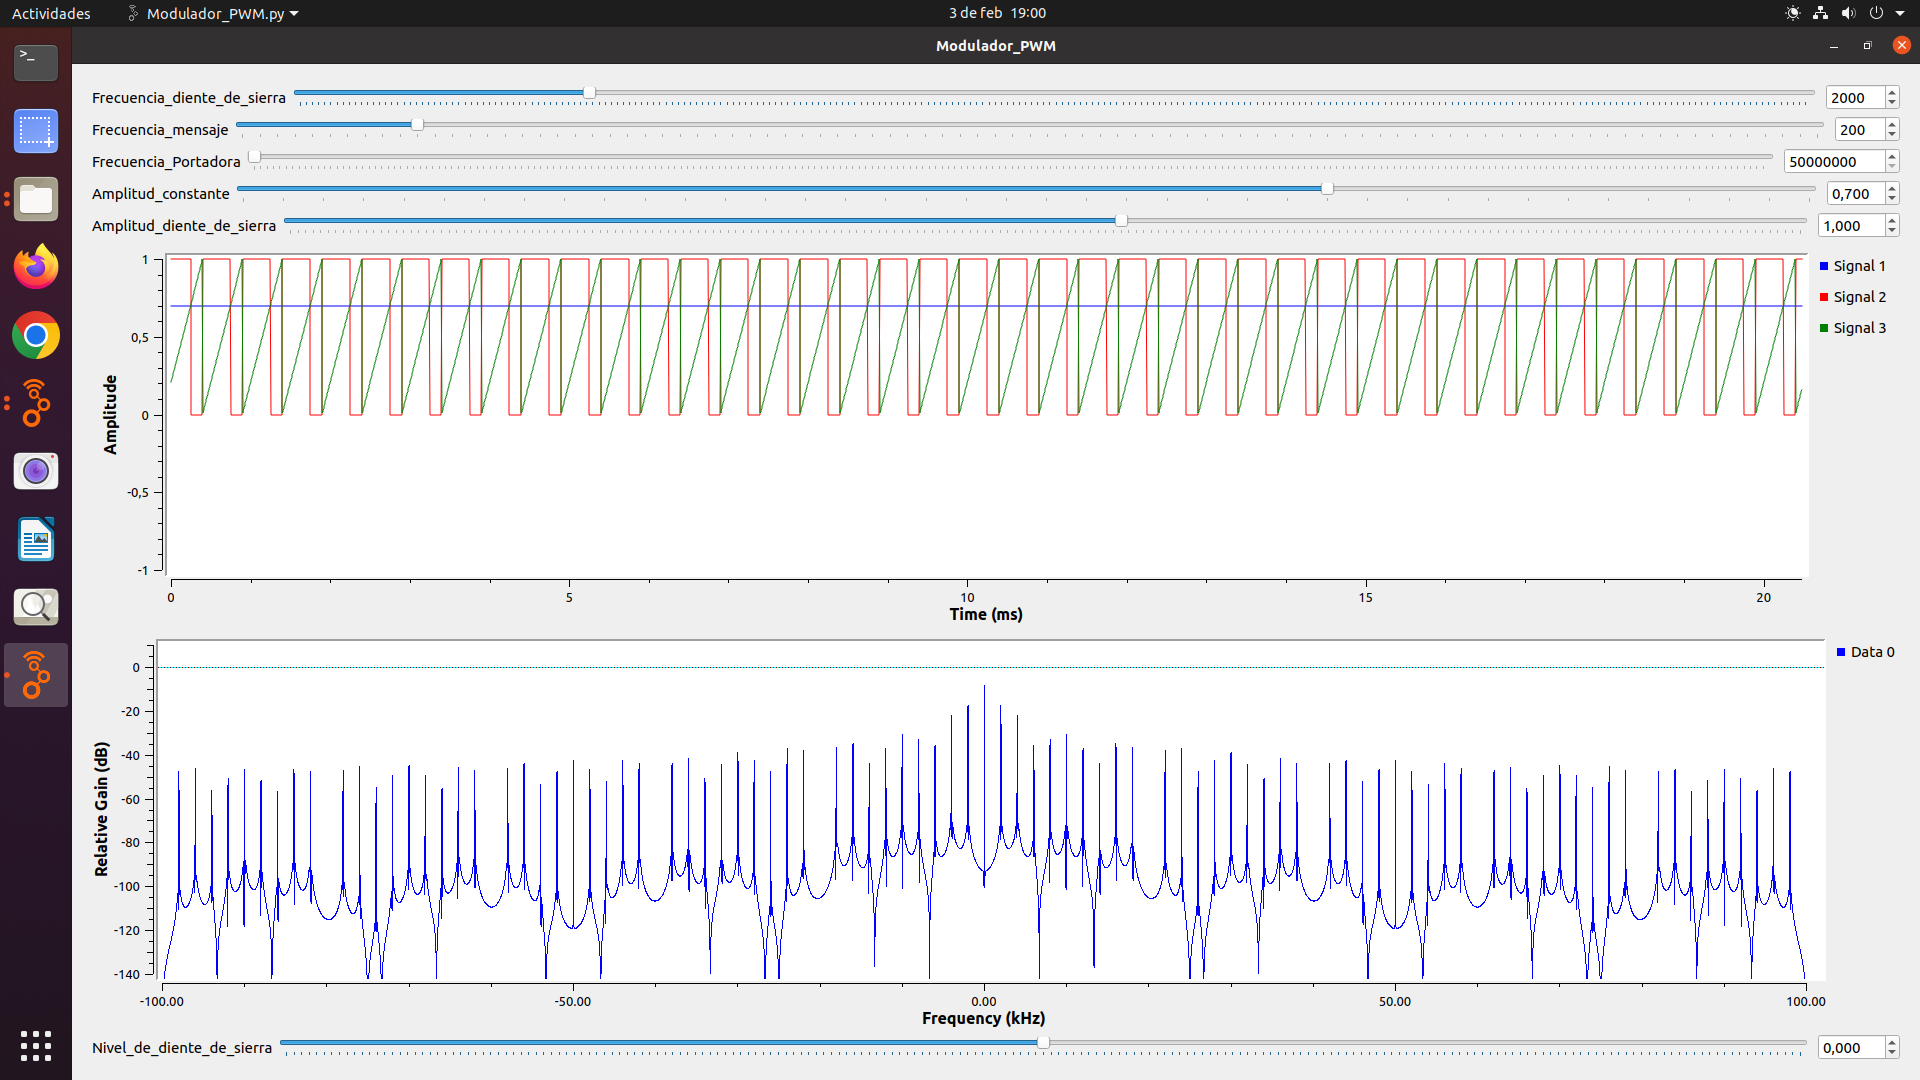 Actividades Modulador_PWM.py 3 de feb 19:00
Modulador_PWM
Frecuencia_diente_de_sierra 2000
Frecuencia_mensaje 200
Frecuencia_Portadora 50000000
Amplitud_constante 0,700
Amplitud_diente_de_sierra 1,000
Signal 1
Signal 2
Signal 3
1
0,5
0
-0,5
-1
Amplitude
0 5 10 15 20
Time (ms)
Data 0
0
-20
-40
-60
-80
-100
-120
-140
Relative Gain (dB)
-100.00 -50.00 0.00 50.00 100.00
Frequency (kHz)
Nivel_de_diente_de_sierra 0,000